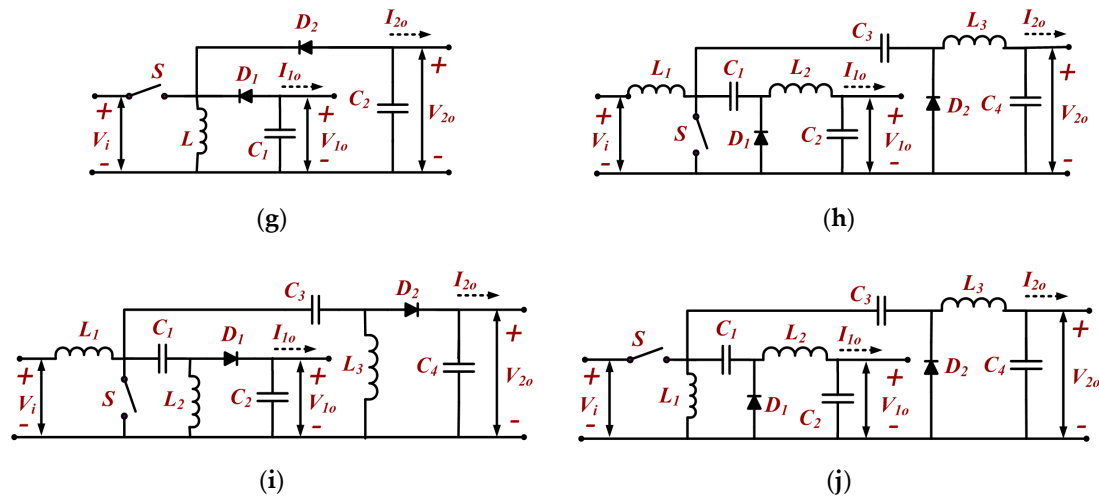 D2 I2o
S D1 I1o
+ Vi - L C1 + V1o - C2 + V2o -
(g)
C3 L3 I2o
L1 C1 L2 I1o
+ Vi - S D1 C2 + V1o - D2 C4 + V2o -
(h)
C3 D2 I2o
L1 C1 D1 I1o
+ Vi - S L2 C2 + V1o - L3 C4 + V2o -
(i)
C3 L3 I2o
S C1 L2 I1o
+ Vi - L1 D1 C2 + V1o - D2 C4 + V2o -
(j)